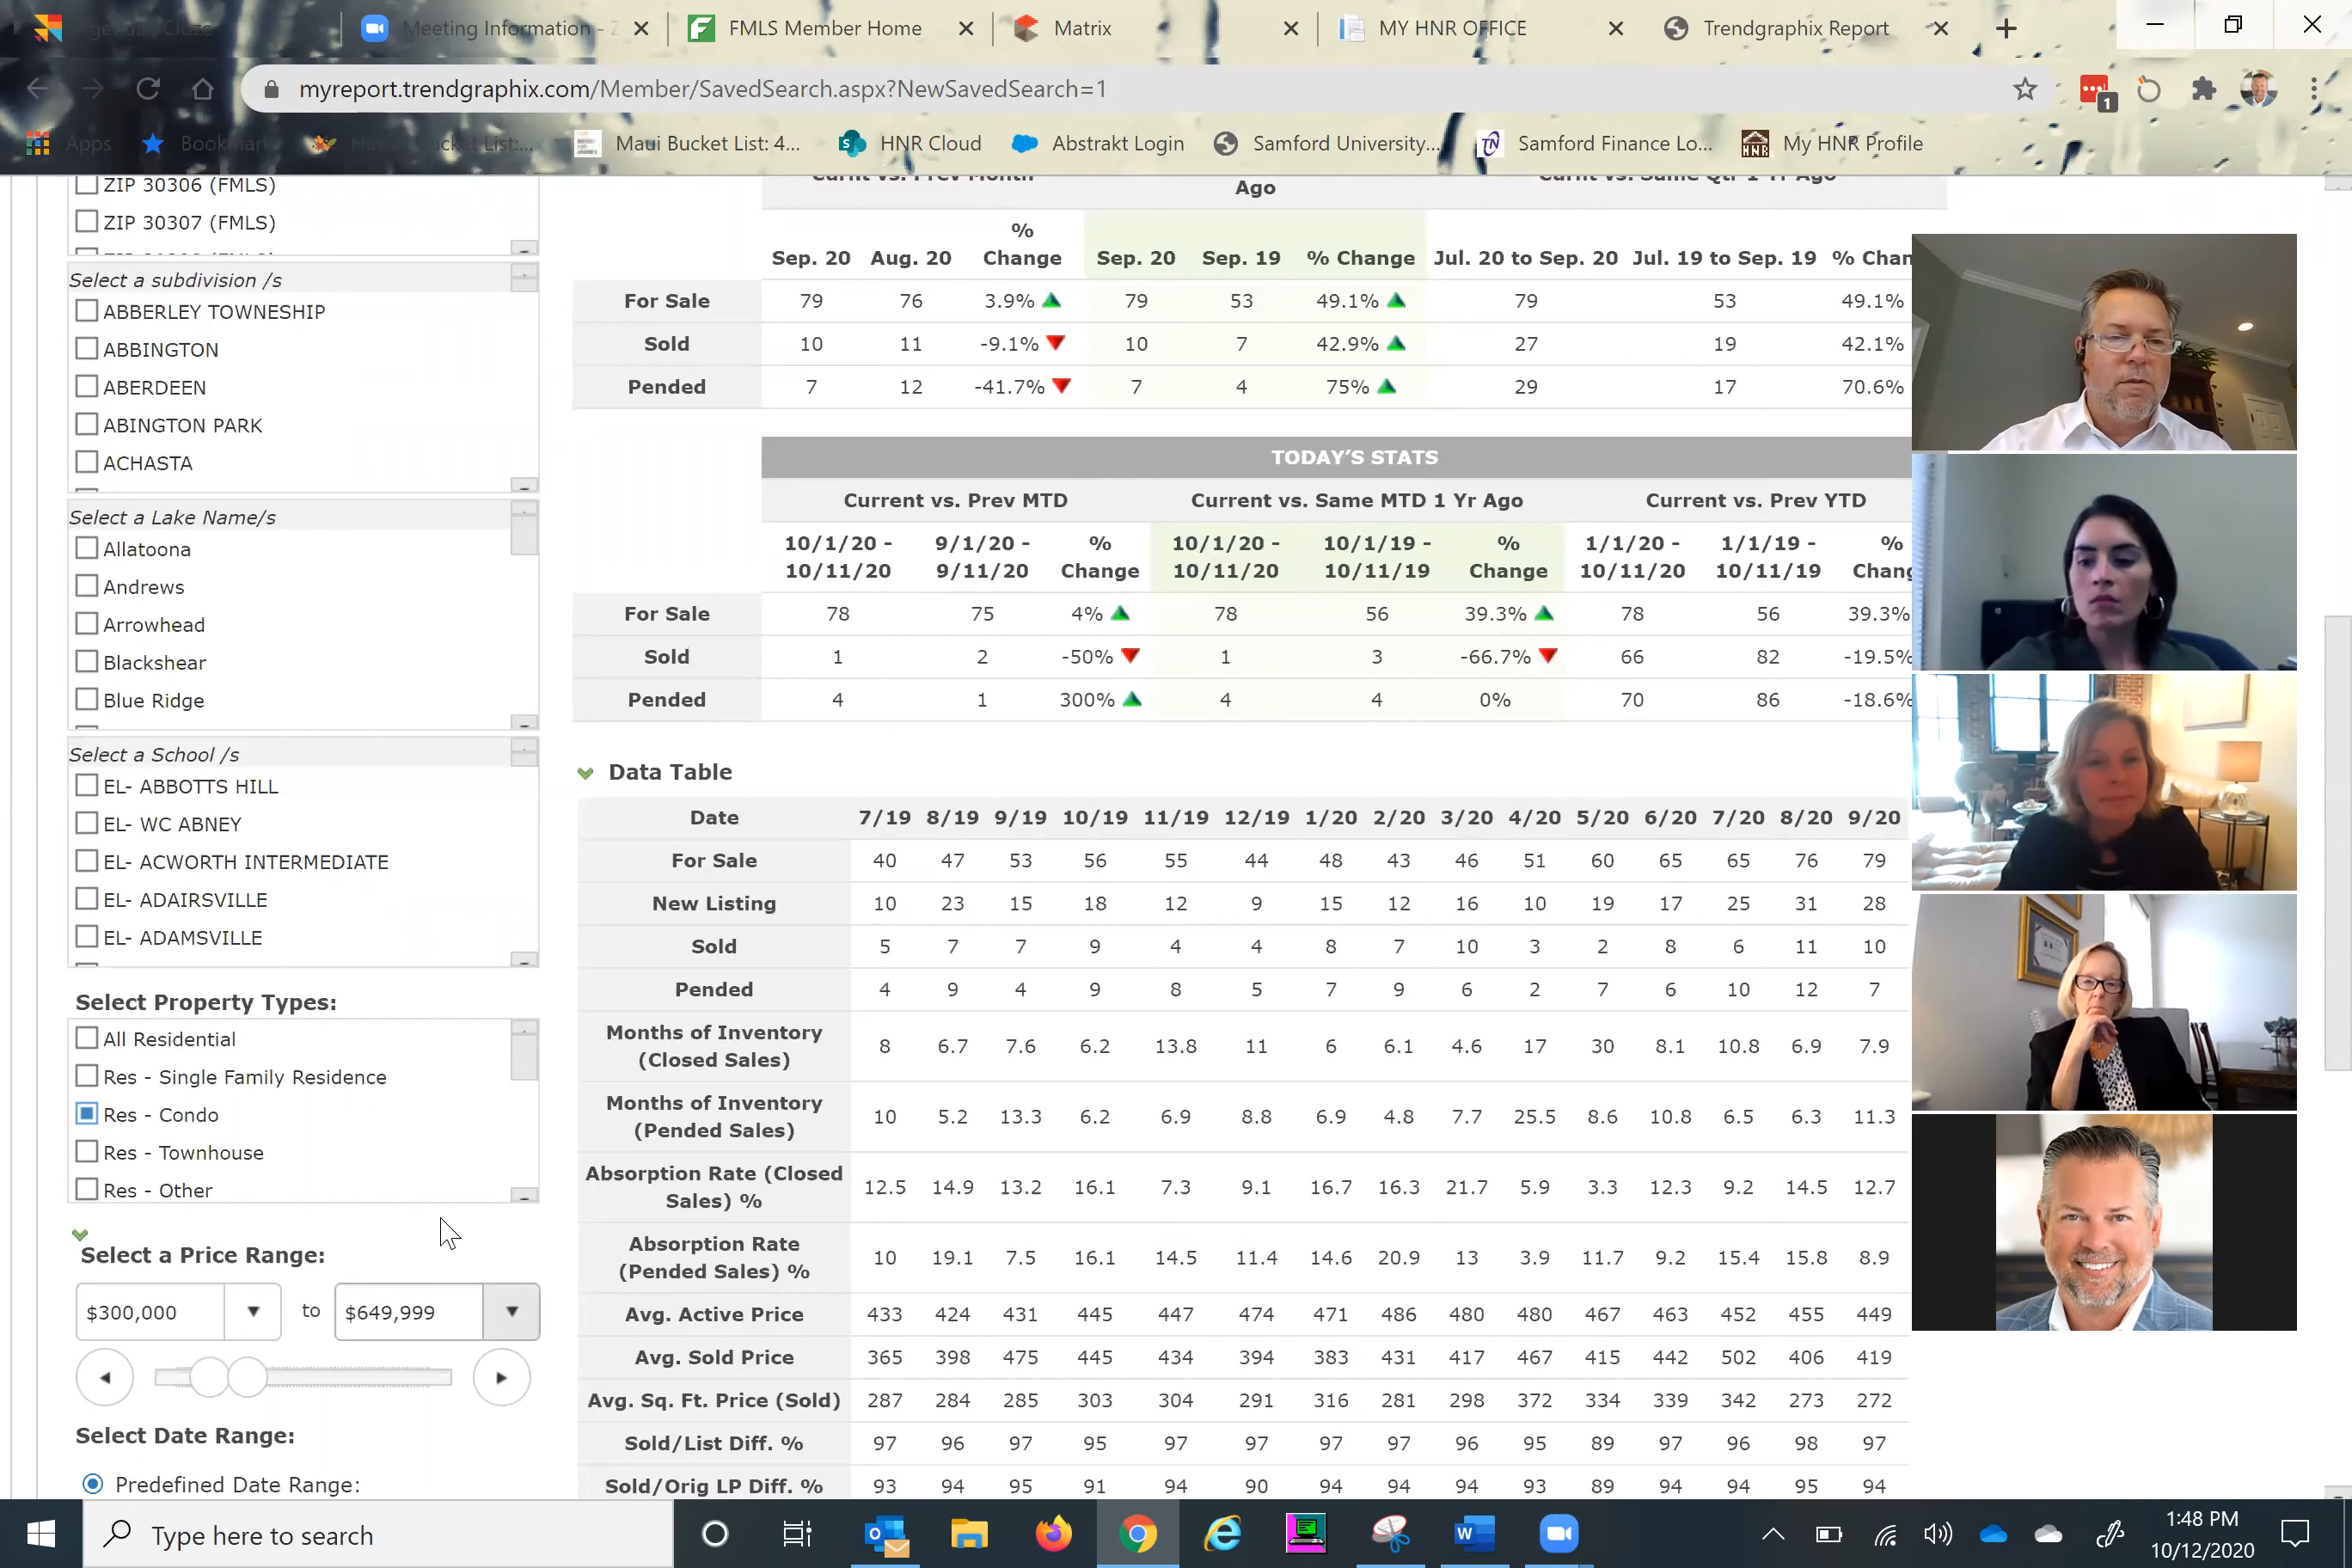 Meeting Information - Z
FMLS Member Home
Matrix
MY HNR OFFICE
Trendgraphix Report
myreport.trendgraphix.com/Member/SavedSearch.aspx?NewSavedSearch=1
1
Apps
Maui Bucket List: 4...
HNR Cloud
Abstrakt Login
Samford University...
Samford Finance Lo...
My HNR Profile
ZIP 30306 (FMLS)
ZIP 30307 (FMLS)
Select a subdivision /s
ABBERLEY TOWNESHIP
ABBINGTON
ABERDEEN
ABINGTON PARK
ACHASTA
Select a Lake Name/s
Allatoona
Andrews
Arrowhead
Blackshear
Blue Ridge
Select a School /s
EL- ABBOTTS HILL
EL- WC ABNEY
EL- ACWORTH INTERMEDIATE
EL- ADAIRSVILLE
EL- ADAMSVILLE
Select Property Types:
All Residential
Res - Single Family Residence
Res - Condo
Res - Townhouse
Res - Other
Select a Price Range:
$300,000 to $649,999
Select Date Range:
Predefined Date Range:
Curnt vs. Prev Month Ago Curnt vs. Same Qtr 1 Yr Ago
Sep. 20 Aug. 20 % Change Sep. 20 Sep. 19 % Change Jul. 20 to Sep. 20 Jul. 19 to Sep. 19 % Chan
For Sale 79 76 3.9% 79 53 49.1% 79 53 49.1%
Sold 10 11 -9.1% 10 7 42.9% 27 19 42.1%
Pended 7 12 -41.7% 7 4 75% 29 17 70.6%
TODAY'S STATS
Current vs. Prev MTD Current vs. Same MTD 1 Yr Ago Current vs. Prev YTD
10/1/20 - 9/1/20 - % 10/1/20 - 10/1/19 - % 1/1/20 - 1/1/19 - %
10/11/20 9/11/20 Change 10/11/20 10/11/19 Change 10/11/20 10/11/19 Chang
For Sale 78 75 4% 78 56 39.3% 78 56 39.3%
Sold 1 2 -50% 1 3 -66.7% 66 82 -19.5%
Pended 4 1 300% 4 4 0% 70 86 -18.6%
Data Table
Date 7/19 8/19 9/19 10/19 11/19 12/19 1/20 2/20 3/20 4/20 5/20 6/20 7/20 8/20 9/20
For Sale 40 47 53 56 55 44 48 43 46 51 60 65 65 76 79
New Listing 10 23 15 18 12 9 15 12 16 10 19 17 25 31 28
Sold 5 7 7 9 4 4 8 7 10 3 2 8 6 11 10
Pended 4 9 4 9 8 5 7 9 6 2 7 6 10 12 7
Months of Inventory
(Closed Sales) 8 6.7 7.6 6.2 13.8 11 6 6.1 4.6 17 30 8.1 10.8 6.9 7.9
Months of Inventory
(Pended Sales) 10 5.2 13.3 6.2 6.9 8.8 6.9 4.8 7.7 25.5 8.6 10.8 6.5 6.3 11.3
Absorption Rate (Closed
Sales) % 12.5 14.9 13.2 16.1 7.3 9.1 16.7 16.3 21.7 5.9 3.3 12.3 9.2 14.5 12.7
Absorption Rate
(Pended Sales) % 10 19.1 7.5 16.1 14.5 11.4 14.6 20.9 13 3.9 11.7 9.2 15.4 15.8 8.9
Avg. Active Price 433 424 431 445 447 474 471 486 480 480 467 463 452 455 449
Avg. Sold Price 365 398 475 445 434 394 383 431 417 467 415 442 502 406 419
Avg. Sq. Ft. Price (Sold) 287 284 285 303 304 291 316 281 298 372 334 339 342 273 272
Sold/List Diff. % 97 96 97 95 97 97 97 97 96 95 89 97 96 98 97
Sold/Orig LP Diff. % 93 94 95 91 94 90 94 94 94 93 89 94 94 95 94
Type here to search
1:48 PM
10/12/2020